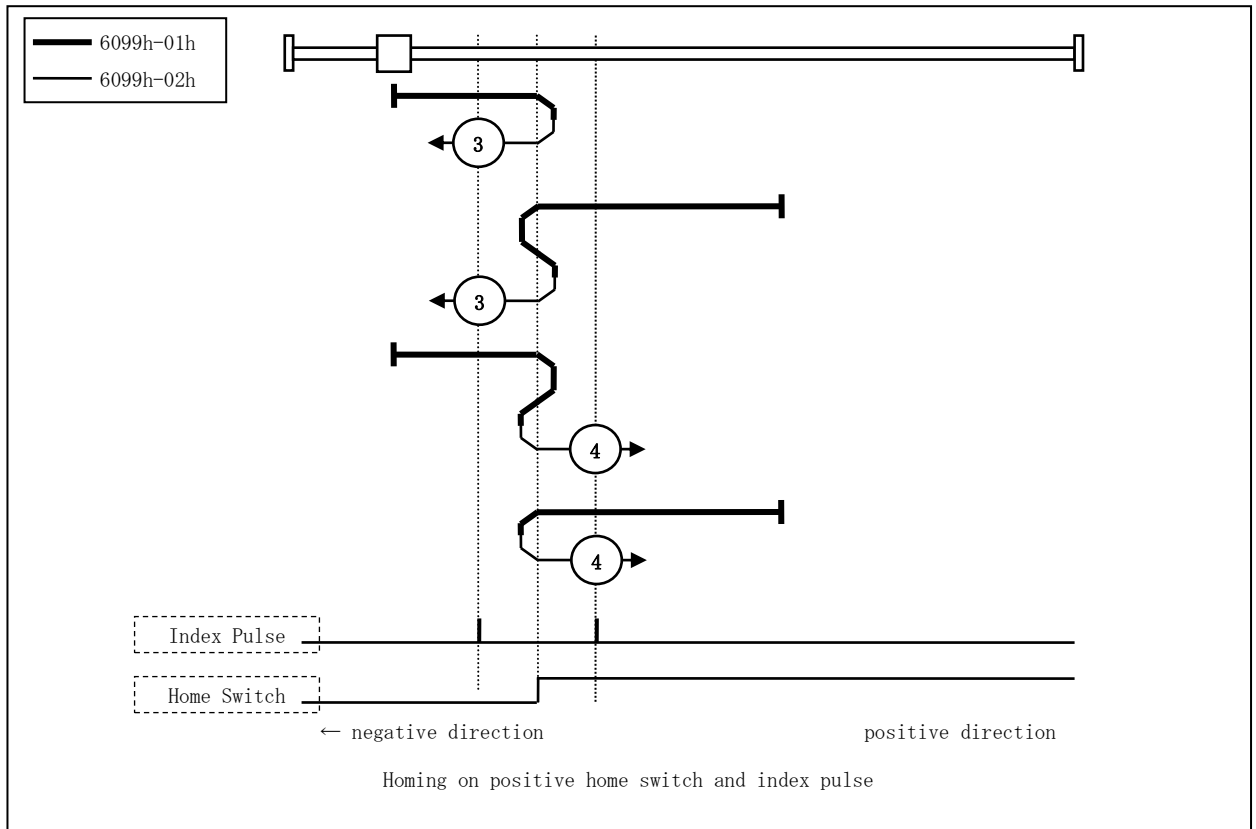 6099h-01h
6099h-02h
3
3
4
4
Index Pulse
Home Switch
← negative direction
positive direction
Homing on positive home switch and index pulse